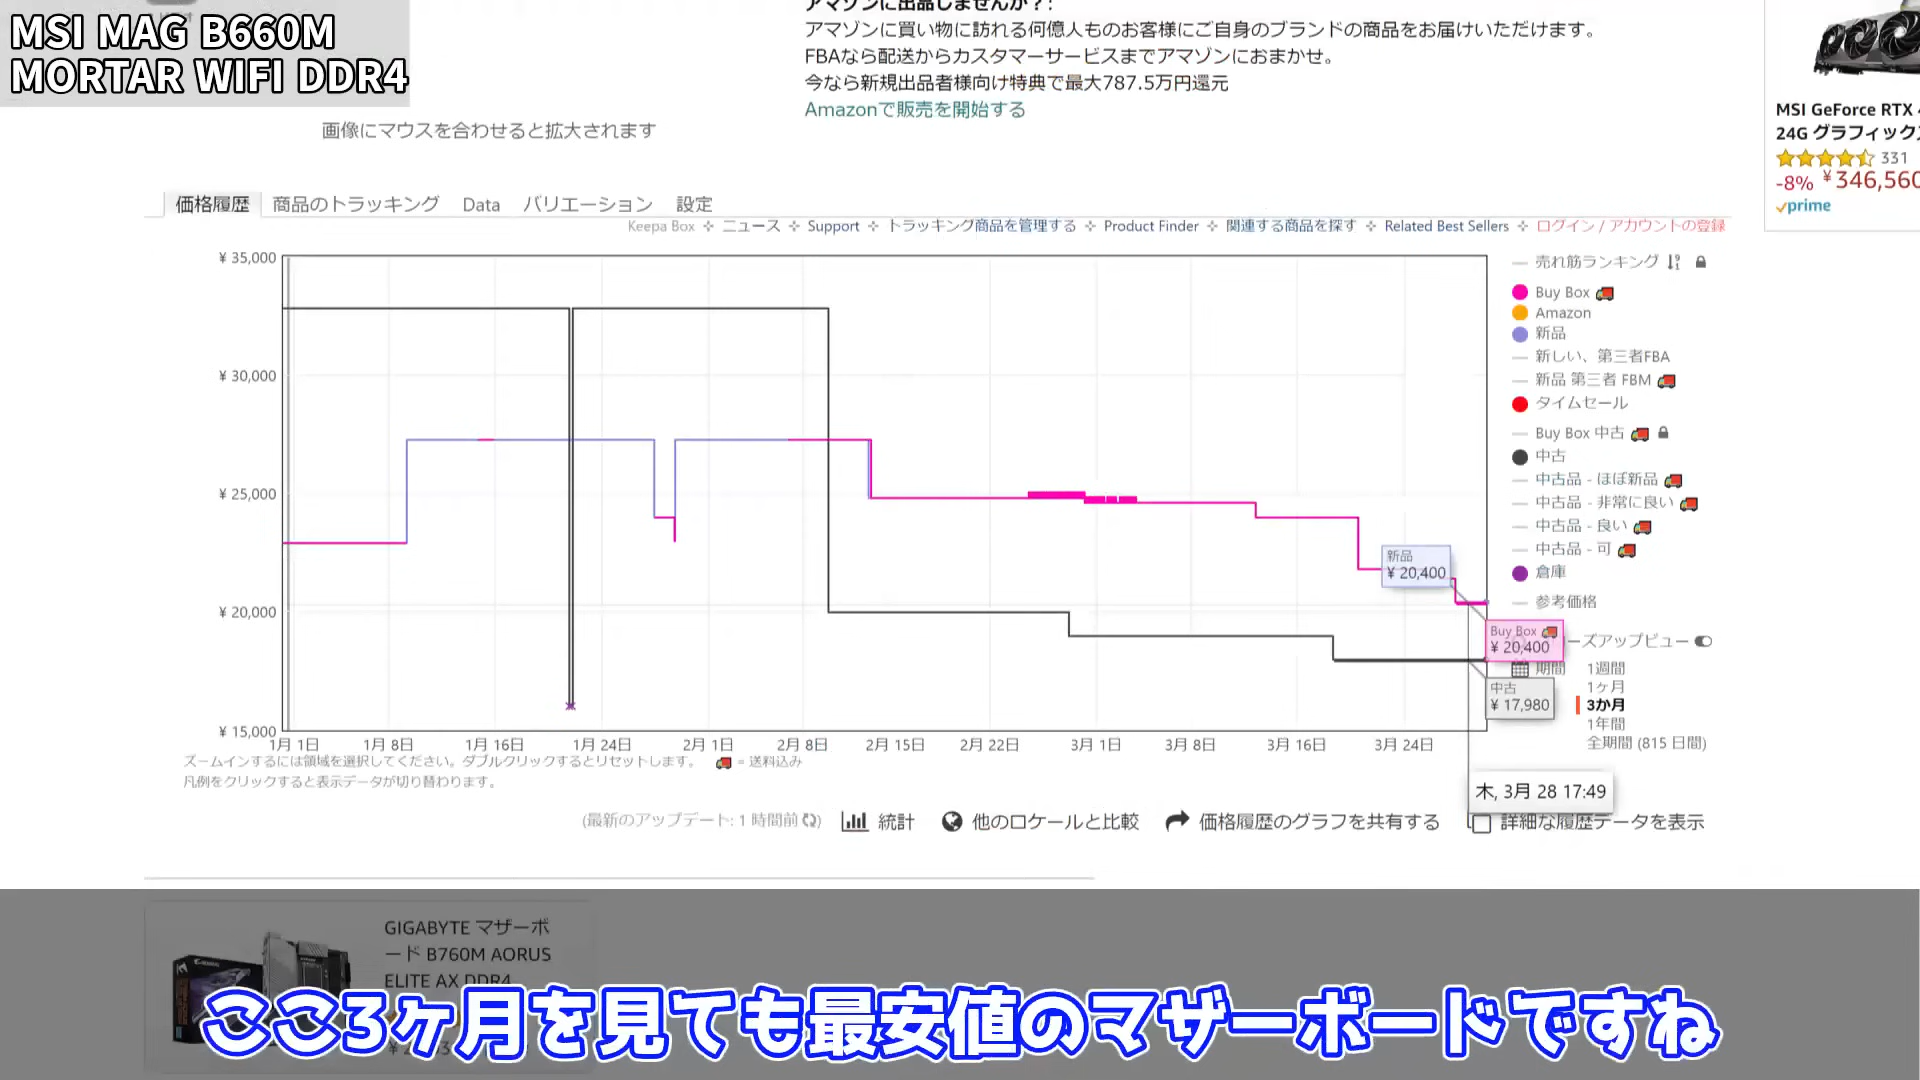 MSI MAG B660M
MORTAR WIFI DDR4
アマゾンに出品しませんか？:
アマゾンに買い物に訪れる何億人ものお客様にご自身のブランドの商品をお届けいただけます。
FBAなら配送からカスタマーサービスまでアマゾンにおまかせ。
今なら新規出品者様向け特典で最大787.5万円還元
Amazonで販売を開始する
画像にマウスを合わせると拡大されます
MSI GeForce RTX
24G グラフィック
331
-8% ¥346,560
prime
価格履歴 商品のトラッキング Data バリエーション 設定
Keepa Box ✧ ニュース ✧ Support ✧ トラッキング商品を管理する ✧ Product Finder ✧ 関連する商品を探す ✧ Related Best Sellers ✧ ログイン / アカウントの登録
¥ 35,000
¥ 30,000
¥ 25,000
¥ 20,000
¥ 15,000
1月 1日 1月 8日 1月 16日 1月 24日 2月 1日 2月 8日 2月 15日 2月 22日 3月 1日 3月 8日 3月 16日 3月 24日
新品
¥ 20,400
Buy Box
¥ 20,400
中古
¥ 17,980
木, 3月 28 17:49
売れ筋ランキング
Buy Box
Amazon
新品
新しい、第三者FBA
新品 第三者 FBM
タイムセール
Buy Box 中古
中古
中古品 - ほぼ新品
中古品 - 非常に良い
中古品 - 良い
中古品 - 可
倉庫
参考価格
ーズアップビュー
期間 1週間
1ヶ月
3か月
1年間
全期間 (815 日間)
ズームインするには領域を選択してください。ダブルクリックするとリセットします。 = 送料込み
凡例をクリックすると表示データが切り替わります。
(最新のアップデート: 1 時間前) 統計 他のロケールと比較 価格履歴のグラフを共有する 詳細な履歴データを表示
GIGABYTE マザーボ
ード B760M AORUS
ELITE AX DDR4
ここ3ヶ月を見ても最安値のマザーボードですね